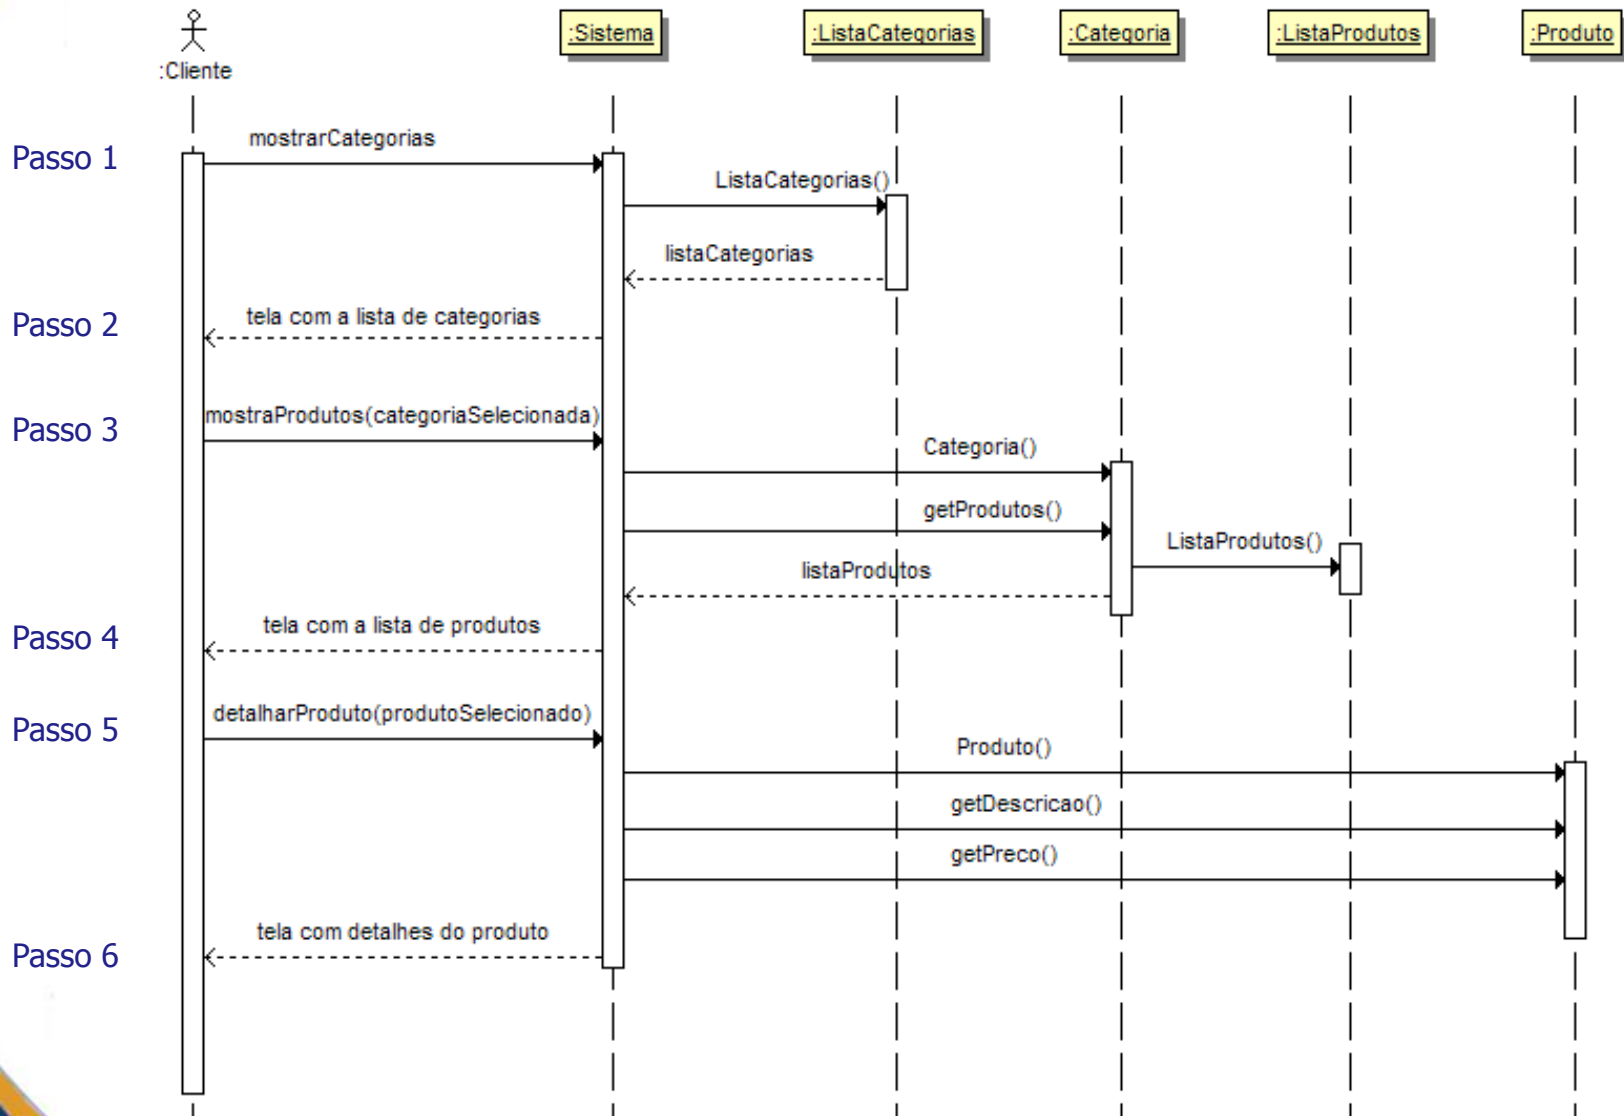 :Cliente
:Sistema
:ListaCategorias
:Categoria
:ListaProdutos
:Produto
Passo 1
mostrarCategorias
ListaCategorias()
listaCategorias
Passo 2
tela com a lista de categorias
Passo 3
mostraProdutos(categoriaSelecionada)
Categoria()
getProdutos()
ListaProdutos()
listaProdutos
Passo 4
tela com a lista de produtos
Passo 5
detalharProduto(produtoSelecionado)
Produto()
getDescricao()
getPreco()
Passo 6
tela com detalhes do produto